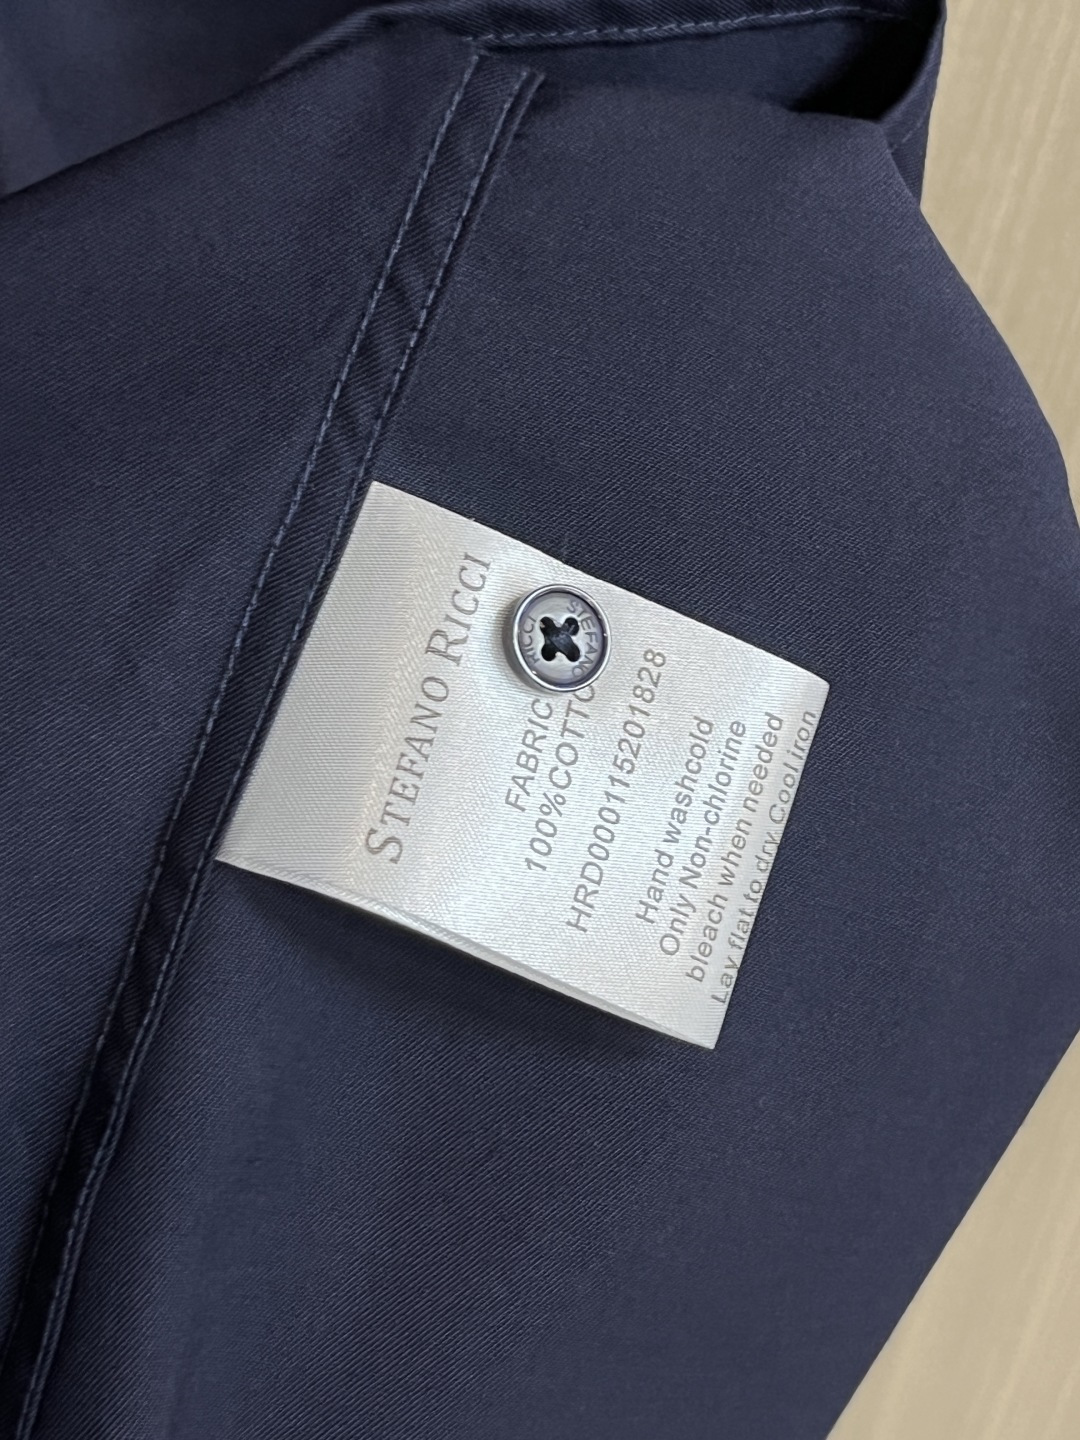 STEFANO RICCI
STEFANO
RICCI
FABRIC
100%COTTO
HRD000115201828
Hand washcold
Only Non-chlorine
bleach when needed
Lay flat to dry Cool iron